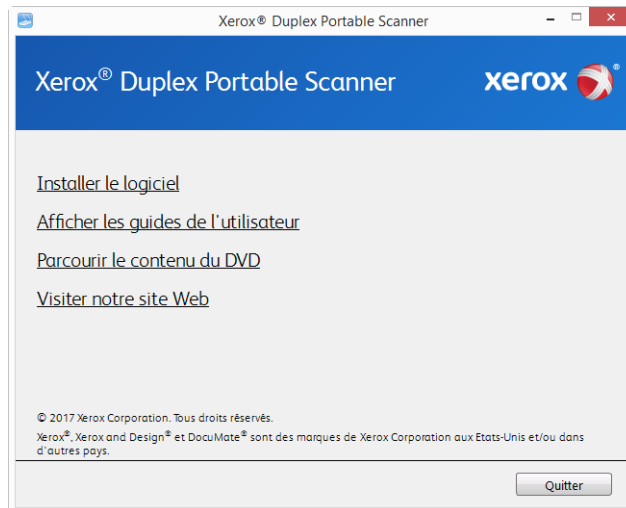 Xerox® Duplex Portable Scanner
Xerox® Duplex Portable Scanner
xerox®
Installer le logiciel
Afficher les guides de l'utilisateur
Parcourir le contenu du DVD
Visiter notre site Web
© 2017 Xerox Corporation. Tous droits réservés.
Xerox®, Xerox and Design® et DocuMate® sont des marques de Xerox Corporation aux Etats-Unis et/ou dans
d'autres pays.
Quitter